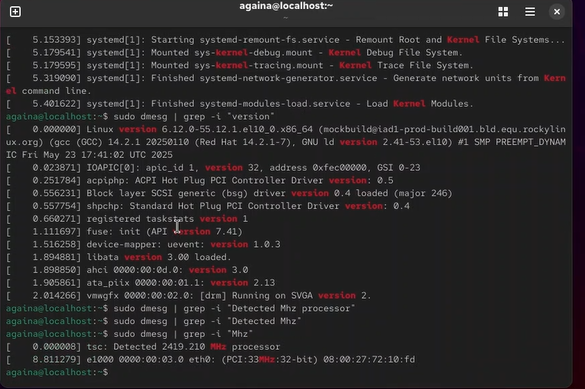 againa@localhost:~
~
[    5.153393] systemd[1]: Starting systemd-remount-fs.service - Remount Root and Kernel File Systems...
[    5.179541] systemd[1]: Mounted sys-kernel-debug.mount - Kernel Debug File System.
[    5.179595] systemd[1]: Mounted sys-kernel-tracing.mount - Kernel Trace File System.
[    5.319090] systemd[1]: Finished systemd-network-generator.service - Generate network units from Kern
el command line.
[    5.401622] systemd[1]: Finished systemd-modules-load.service - Load Kernel Modules.
againa@localhost:~$ sudo dmesg | grep -i "version"
[    0.000000] Linux version 6.12.0-55.12.1.el10_0.x86_64 (mockbuild@iad1-prod-build001.bld.equ.rockylin
ux.org) (gcc (GCC) 14.2.1 20250110 (Red Hat 14.2.1-7), GNU ld version 2.41-53.el10) #1 SMP PREEMPT_DYNAM
IC Fri May 23 17:41:02 UTC 2025
[    0.023871] IOAPIC[0]: apic_id 1, version 32, address 0xfec00000, GSI 0-23
[    0.251784] acpiphp: ACPI Hot Plug PCI Controller Driver version: 0.5
[    0.556231] Block layer SCSI generic (bsg) driver version 0.4 loaded (major 246)
[    0.557754] shpchp: Standard Hot Plug PCI Controller Driver version: 0.4
[    0.660271] registered taskstats version 1
[    1.111697] fuse: init (API version 7.41)
[    1.516258] device-mapper: uevent: version 1.0.3
[    1.894881] libata version 3.00 loaded.
[    1.898850] ahci 0000:00:0d.0: version 3.0
[    1.905861] ata_piix 0000:00:01.1: version 2.13
[    2.014266] vmwgfx 0000:00:02.0: [drm] Running on SVGA version 2.
againa@localhost:~$ sudo dmesg | grep -i "Detected Mhz processor"
againa@localhost:~$ sudo dmesg | grep -i "Detected Mhz"
againa@localhost:~$ sudo dmesg | grep -i "Mhz"
[    0.000008] tsc: Detected 2419.210 MHz processor
[    8.811279] e1000 0000:00:03.0 eth0: (PCI:33MHz:32-bit) 08:00:27:72:10:fd
againa@localhost:~$